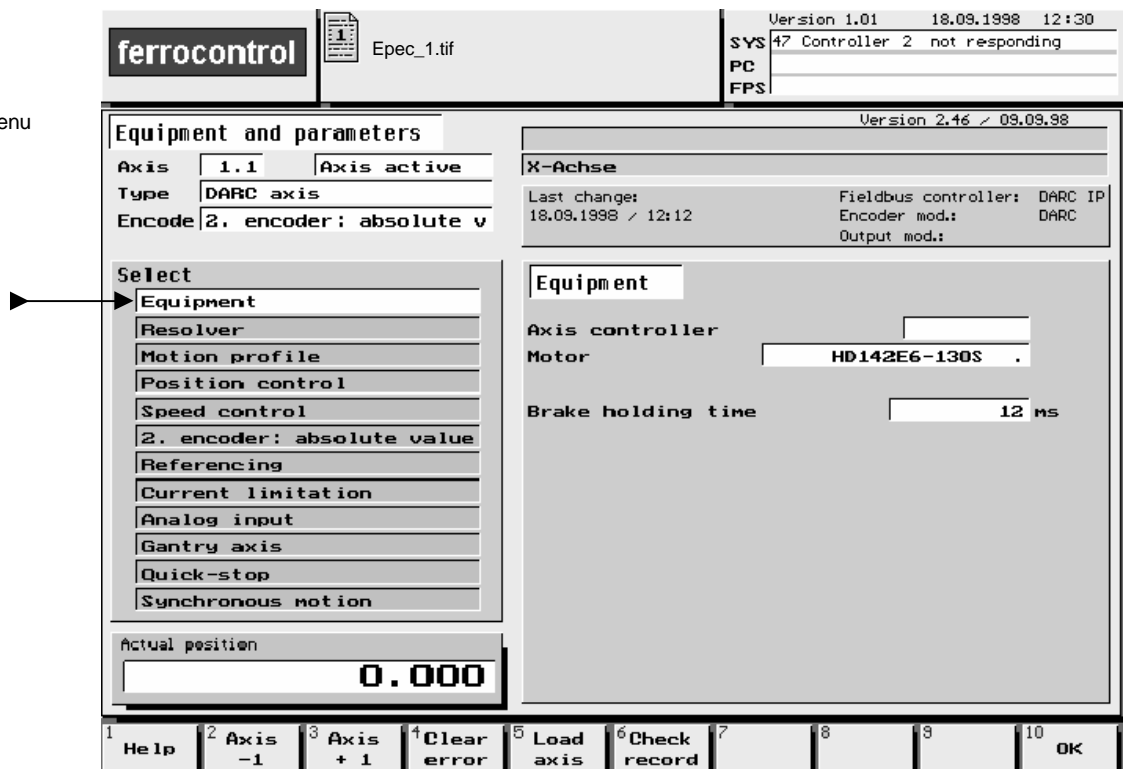 ferrocontrol
1
Epec_1.tif
Version 1.01 18.09.1998 12:30
SYS 47 Controller 2 not responding
PC
FPS
enu
Equipment and parameters
Version 2.46 / 09.09.98
Axis 1.1 Axis active
X-Achse
Type DARC axis
Encode 2. encoder: absolute v
Last change:
18.09.1998 / 12:12
Fieldbus controller: DARC IP
Encoder mod.: DARC
Output mod.:
Select
Equipment
Resolver
Motion profile
Position control
Speed control
2. encoder: absolute value
Referencing
Current limitation
Analog input
Gantry axis
Quick-stop
Synchronous motion
Equipment
Axis controller
Motor HD142E6-130S .
Brake holding time 12 ms
Actual position
0.000
1 Help
2 Axis -1
3 Axis + 1
4 Clear error
5 Load axis
6 Check record
7
8
9
10 OK